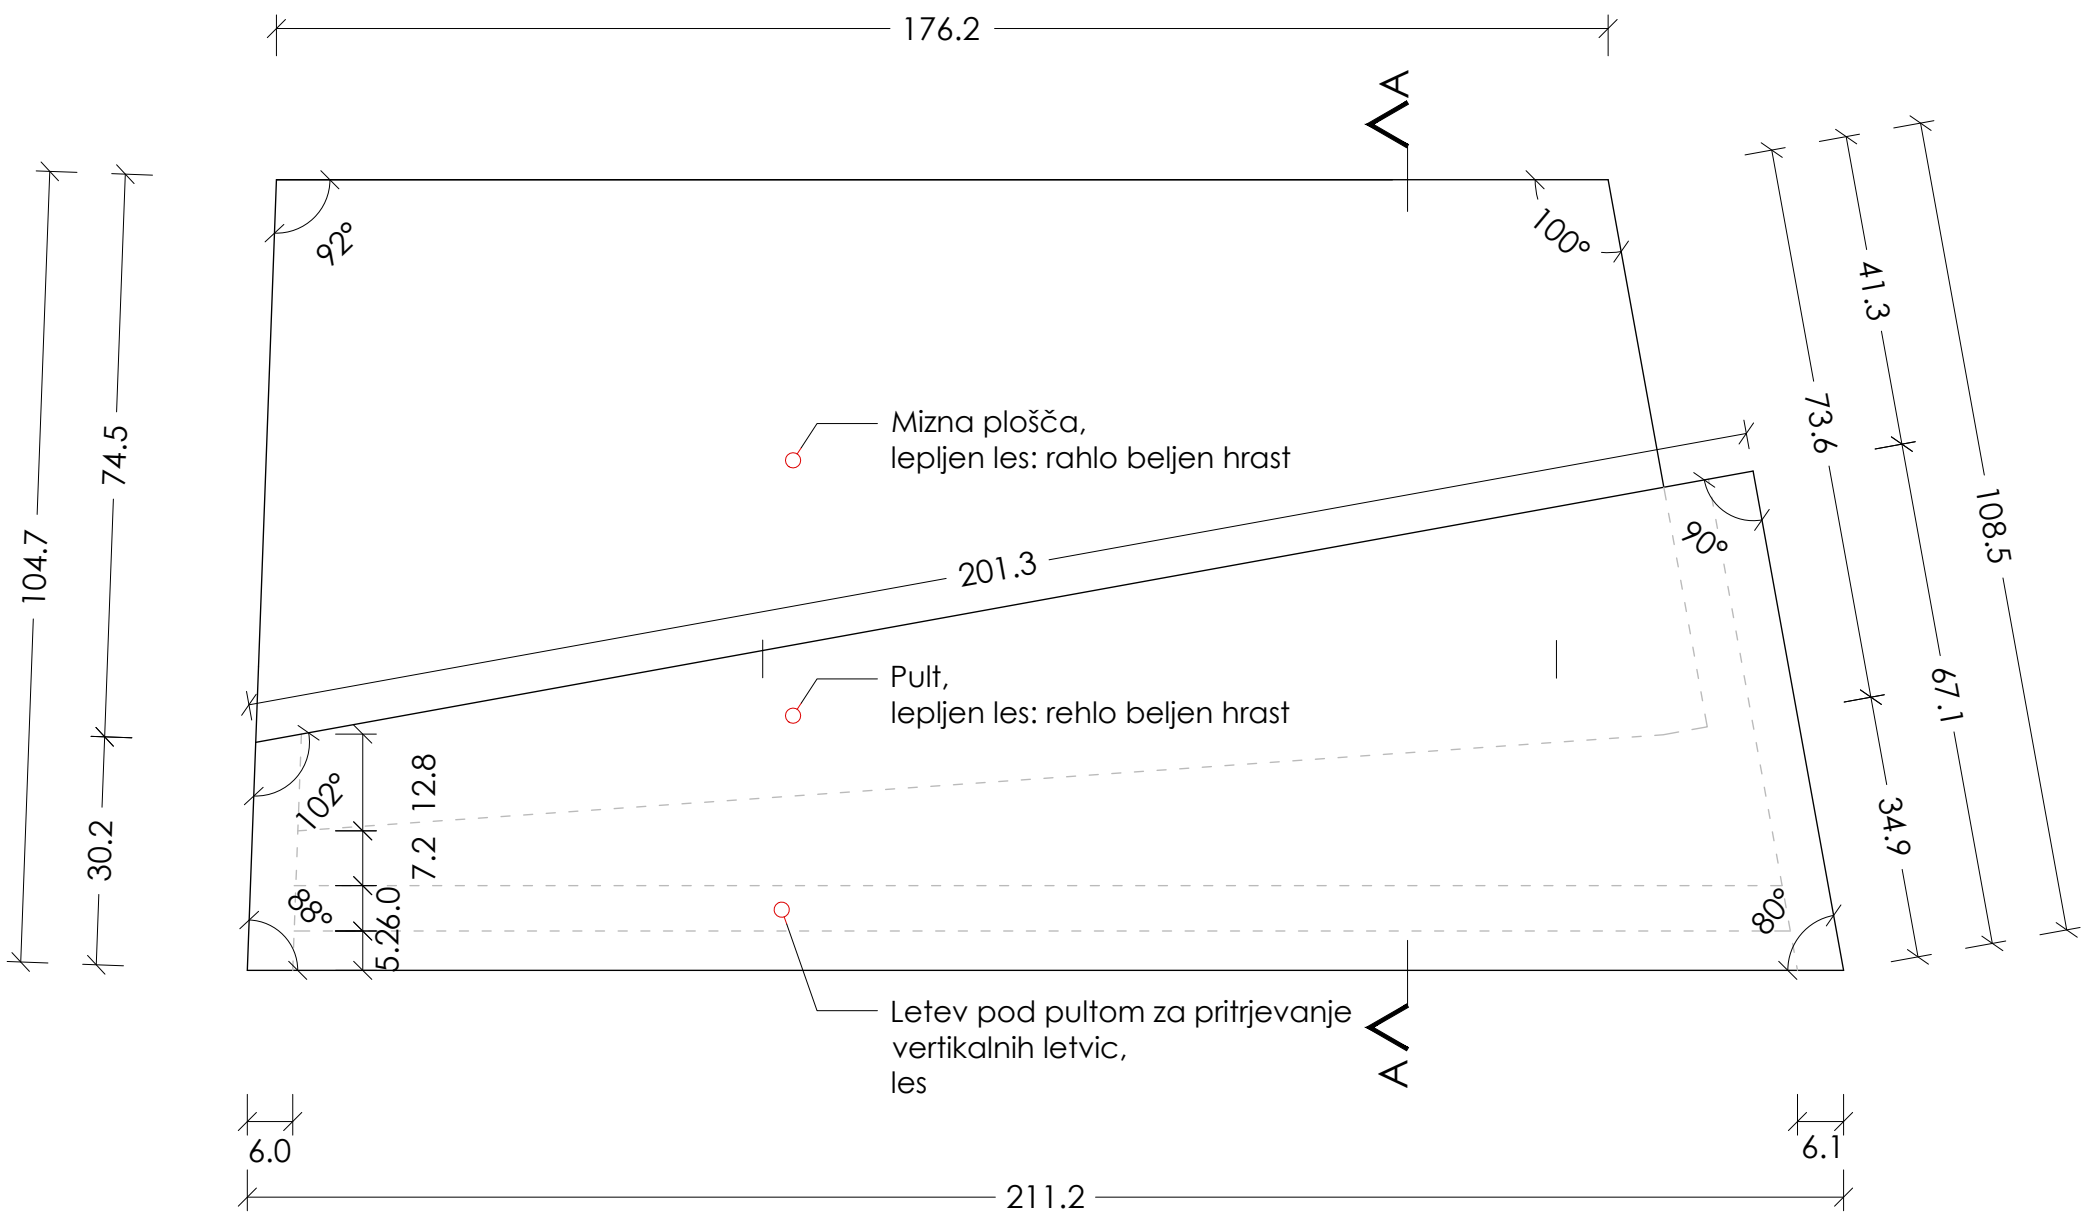 176.2
A
92°
100°
104.7
74.5
41.3
73.6
108.5
Mizna plošča,
lepljen les: rahlo beljen hrast
201.3
90°
Pult,
lepljen les: rehlo beljen hrast
67.1
12.8
102°
7.2
30.2
34.9
88°
6.0
5.2
80°
Letev pod pultom za pritrjevanje
vertikalnih letvic,
les
A
6.0
6.1
211.2